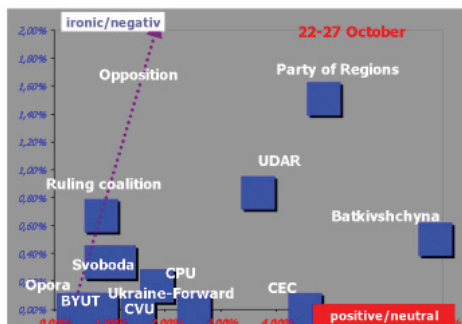 ironic/negativ
22-27 October
2,00%
1,80%
1,60%
1,40%
1,20%
1,00%
0,80%
0,60%
0,40%
0,20%
0,00%
Opposition
Party of Regions
UDAR
Ruling coalition
Batkivshchyna
Svoboda
CPU
Opora
Ukraine-Forward
CEC
BYUT
CVU
positive/neutral